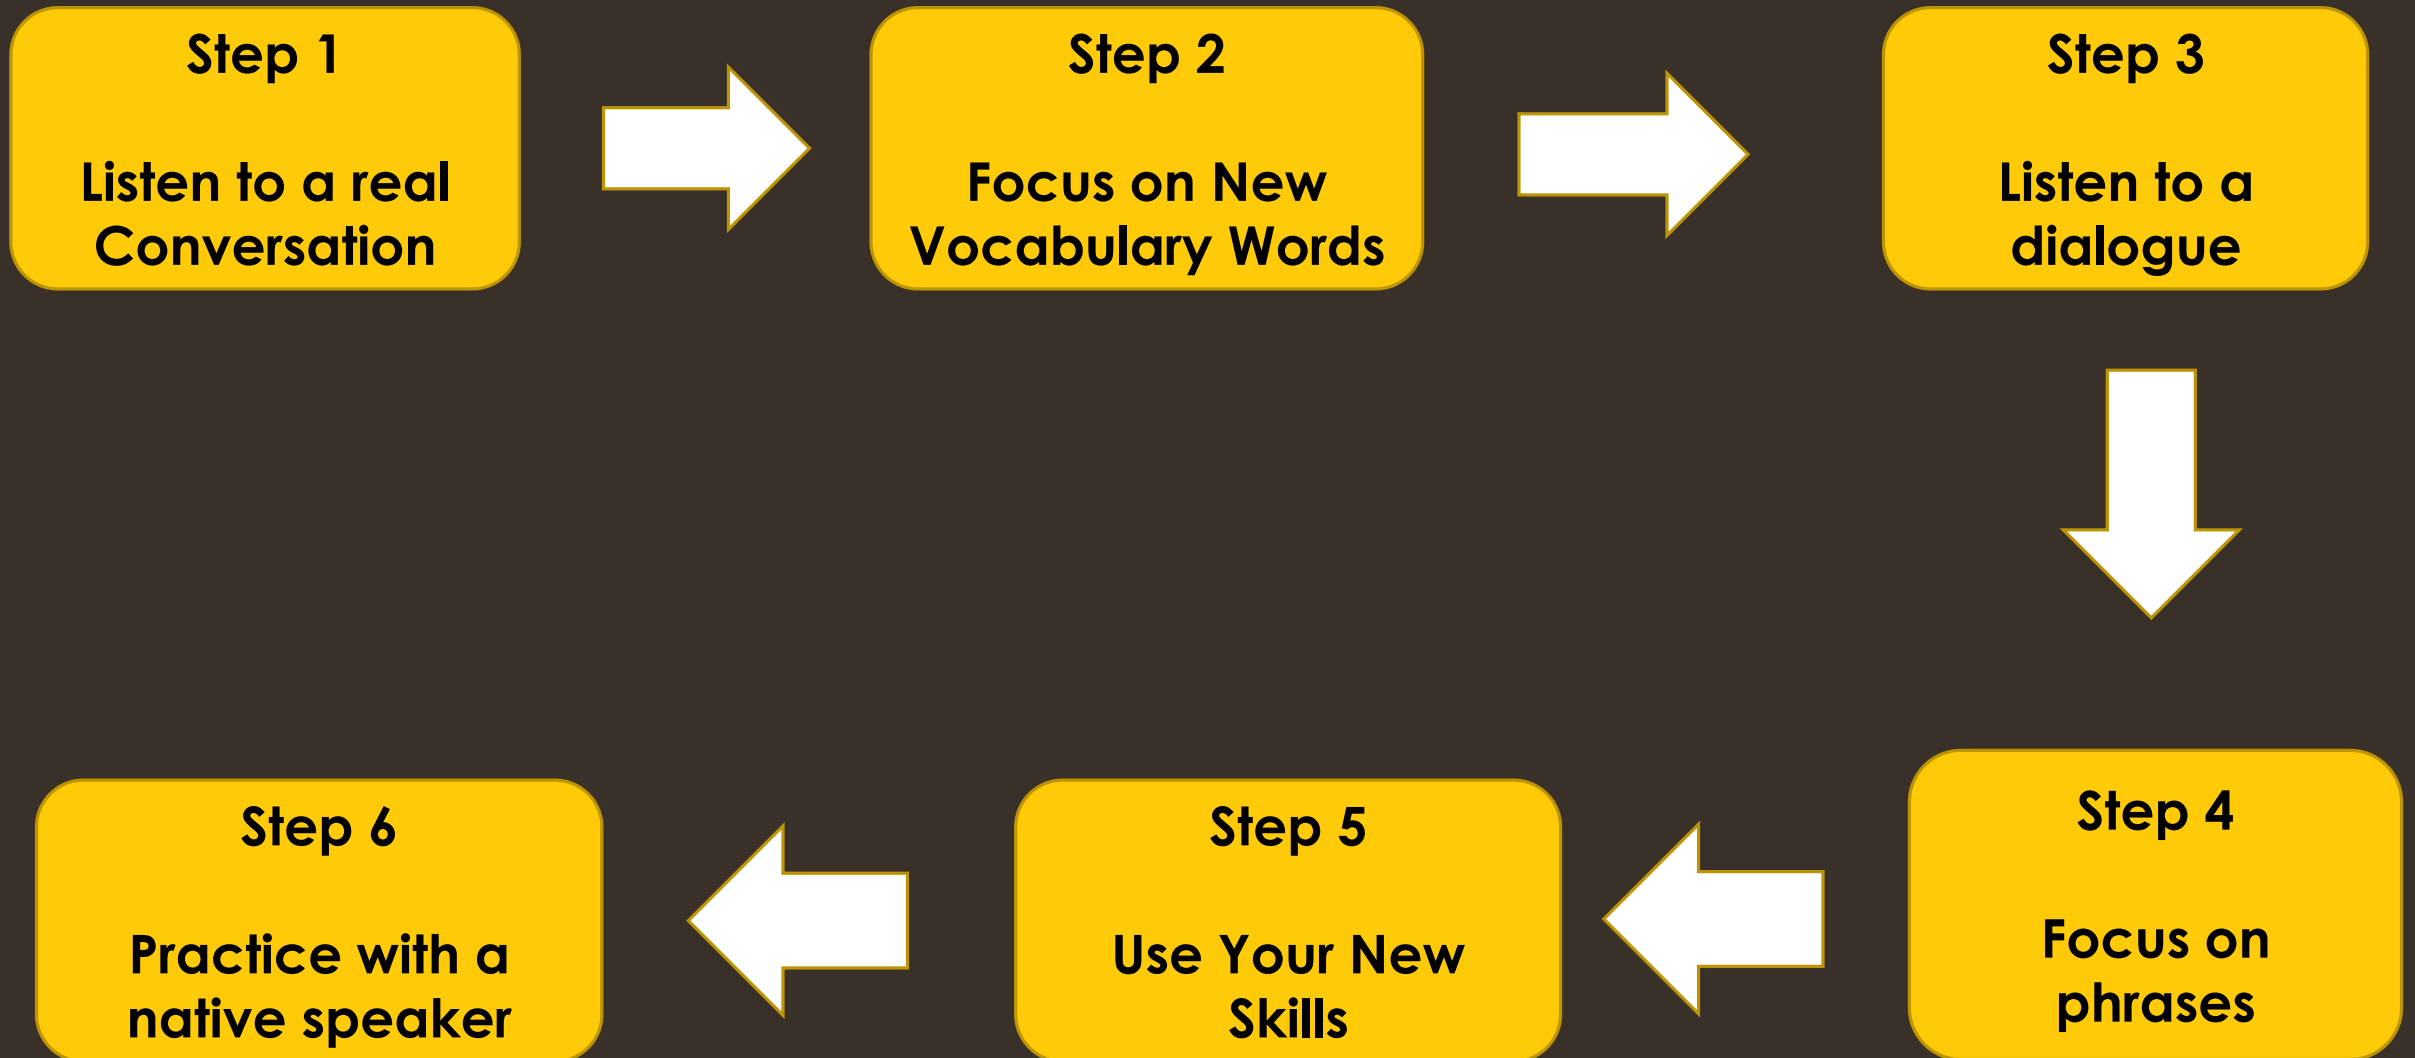 Step 1
Listen to a real
Conversation
Step 2
Focus on New
Vocabulary Words
Step 3
Listen to a
dialogue
Step 4
Focus on
phrases
Step 5
Use Your New
Skills
Step 6
Practice with a
native speaker